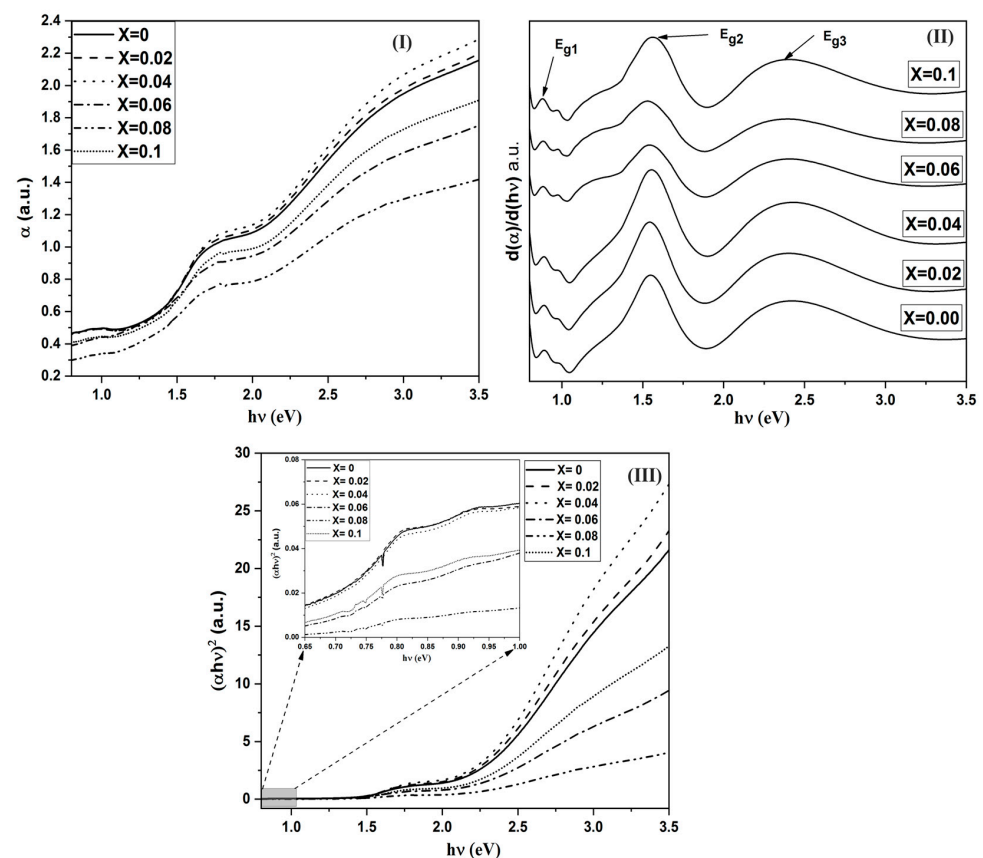 (I)
X=0
X=0.02
X=0.04
X=0.06
X=0.08
X=0.1
2.4
2.2
2.0
1.8
1.6
1.4
1.2
1.0
0.8
0.6
0.4
0.2
α (a.u.)
1.0 1.5 2.0 2.5 3.0 3.5
hν (eV)
(II)
Eg1
Eg2
Eg3
X=0.1
X=0.08
X=0.06
X=0.04
X=0.02
X=0.00
d(α)/d(hν) a.u.
1.0 1.5 2.0 2.5 3.0 3.5
hν (eV)
(III)
30
25
20
15
10
5
0
(αhν)2 (a.u.)
X= 0
X= 0.02
X= 0.04
X= 0.06
X= 0.08
X= 0.1
0.08
0.06
0.04
0.02
0.00
(αhν)2 (a.u.)
0.65 0.70 0.75 0.80 0.85 0.90 0.95 1.00
hν (eV)
X= 0
X= 0.02
X= 0.04
X= 0.06
X= 0.08
X= 0.1
1.0 1.5 2.0 2.5 3.0 3.5
hν (eV)